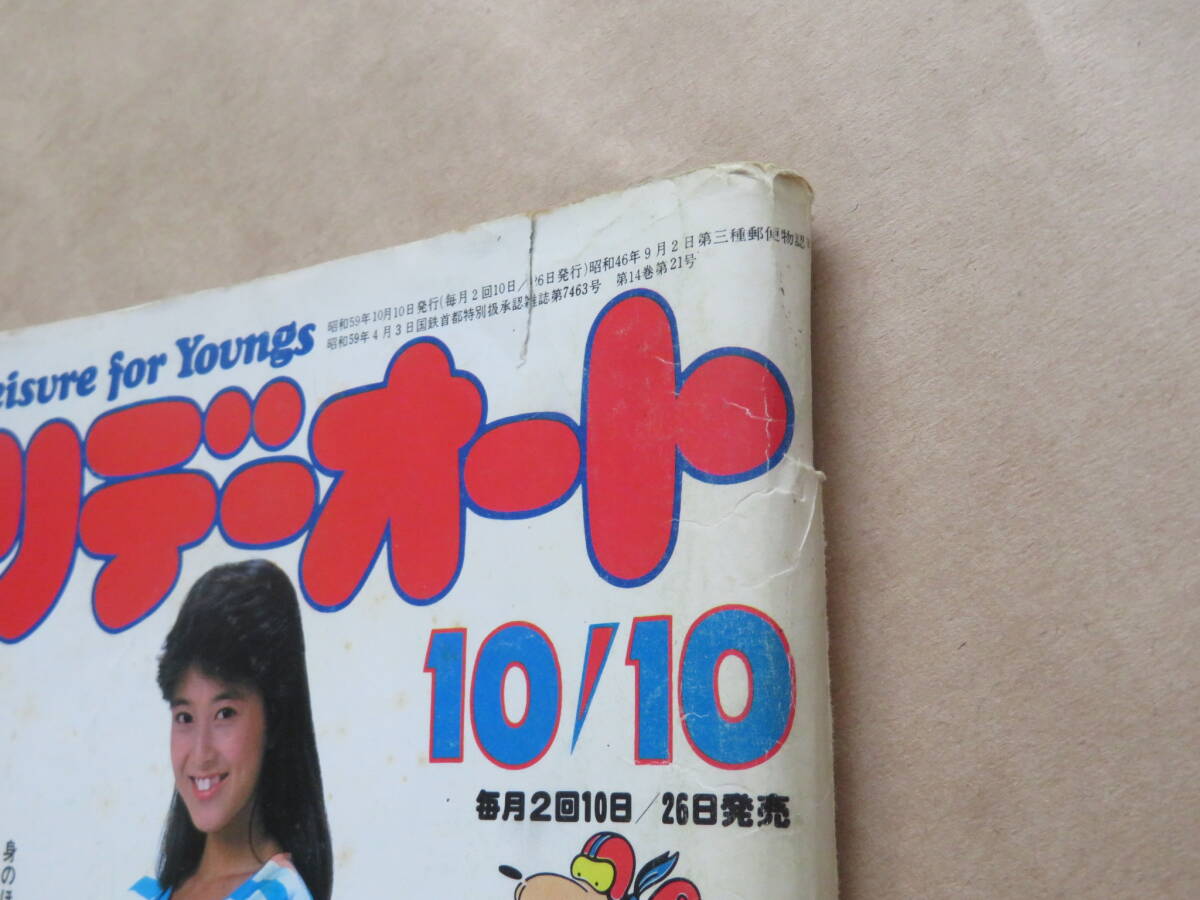 昭和59年10月10日発行(毎月2回10日/26日発行)昭和46年9月2日第三種郵便物認
昭和59年4月3日国鉄首都特別扱承認雑誌第7463号 第14巻第21号
eisure for Youngs
リデーオート
10/10
毎月2回10日/26日発売
身のほ